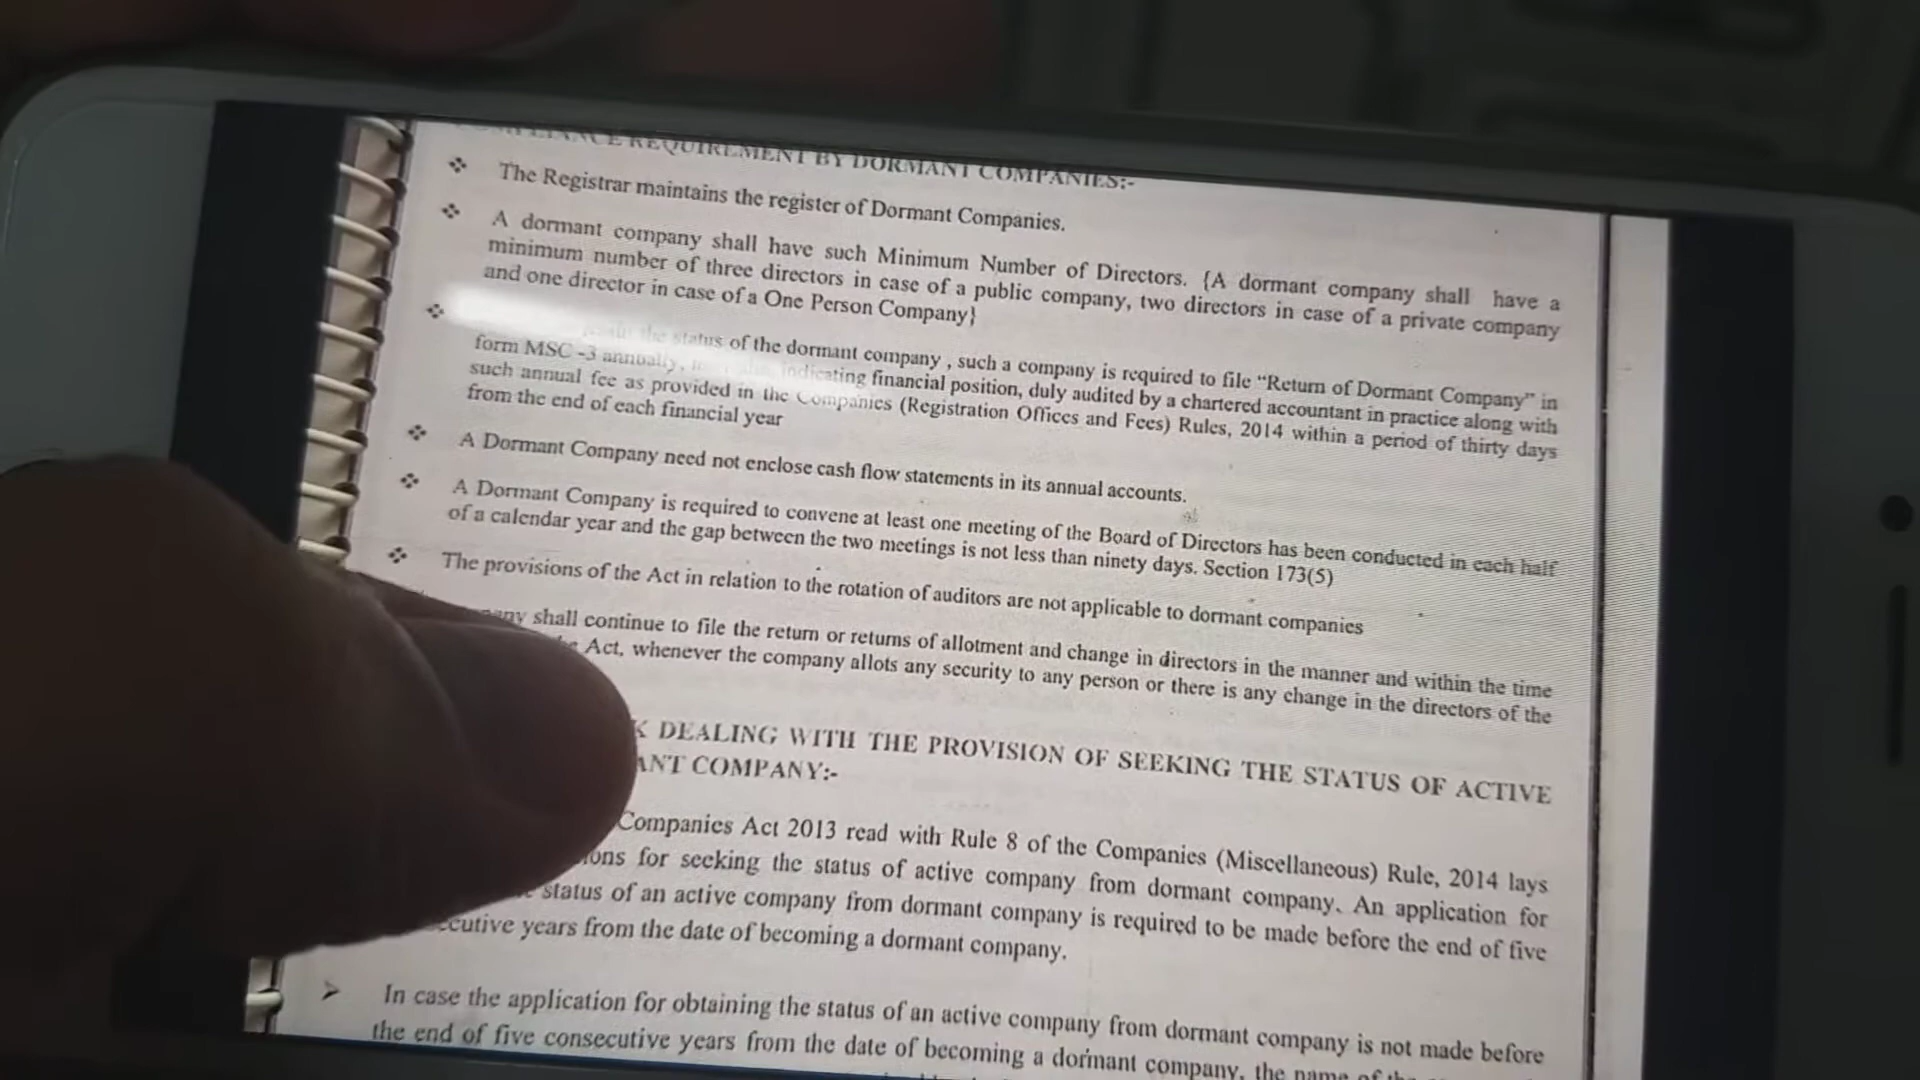 REQUIREMENT BY DORMANT COMPANIES:-
❖ The Registrar maintains the register of Dormant Companies.
❖ A dormant company shall have such Minimum Number of Directors. {A dormant company shall have a
minimum number of three directors in case of a public company, two directors in case of a private company
and one director in case of a One Person Company}
❖ the status of the dormant company , such a company is required to file “Return of Dormant Company” in
form MSC -3 annually, indicating financial position, duly audited by a chartered accountant in practice along with
such annual fee as provided in the Companies (Registration Offices and Fees) Rules, 2014 within a period of thirty days
from the end of each financial year
❖ A Dormant Company need not enclose cash flow statements in its annual accounts.
❖ A Dormant Company is required to convene at least one meeting of the Board of Directors has been conducted in each half
of a calendar year and the gap between the two meetings is not less than ninety days. Section 173(5)
❖ The provisions of the Act in relation to the rotation of auditors are not applicable to dormant companies
shall continue to file the return or returns of allotment and change in directors in the manner and within the time
Act, whenever the company allots any security to any person or there is any change in the directors of the
DEALING WITH THE PROVISION OF SEEKING THE STATUS OF ACTIVE
COMPANY:-
Companies Act 2013 read with Rule 8 of the Companies (Miscellaneous) Rule, 2014 lays
for seeking the status of active company from dormant company. An application for
status of an active company from dormant company is required to be made before the end of five
years from the date of becoming a dormant company.
➢ In case the application for obtaining the status of an active company from dormant company is not made before
the end of five consecutive years from the date of becoming a dormant company, the name of